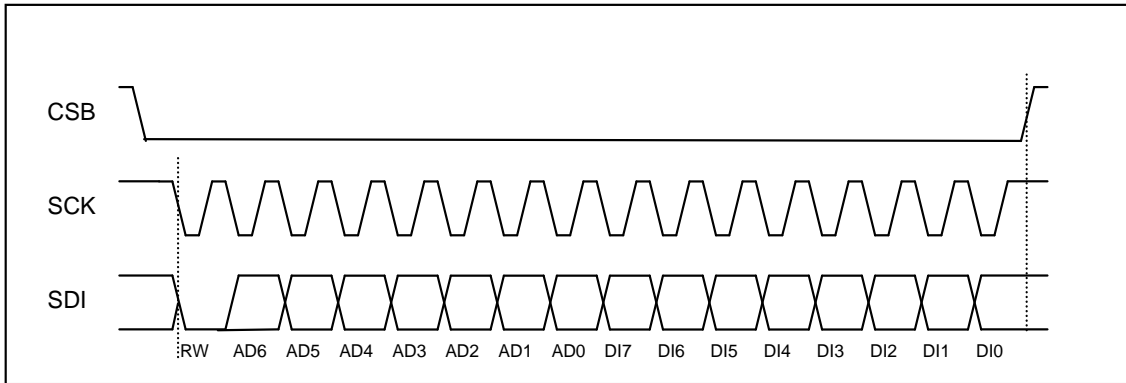 CSB
SCK
SDI
RW AD6 AD5 AD4 AD3 AD2 AD1 AD0 DI7 DI6 DI5 DI4 DI3 DI2 DI1 DI0